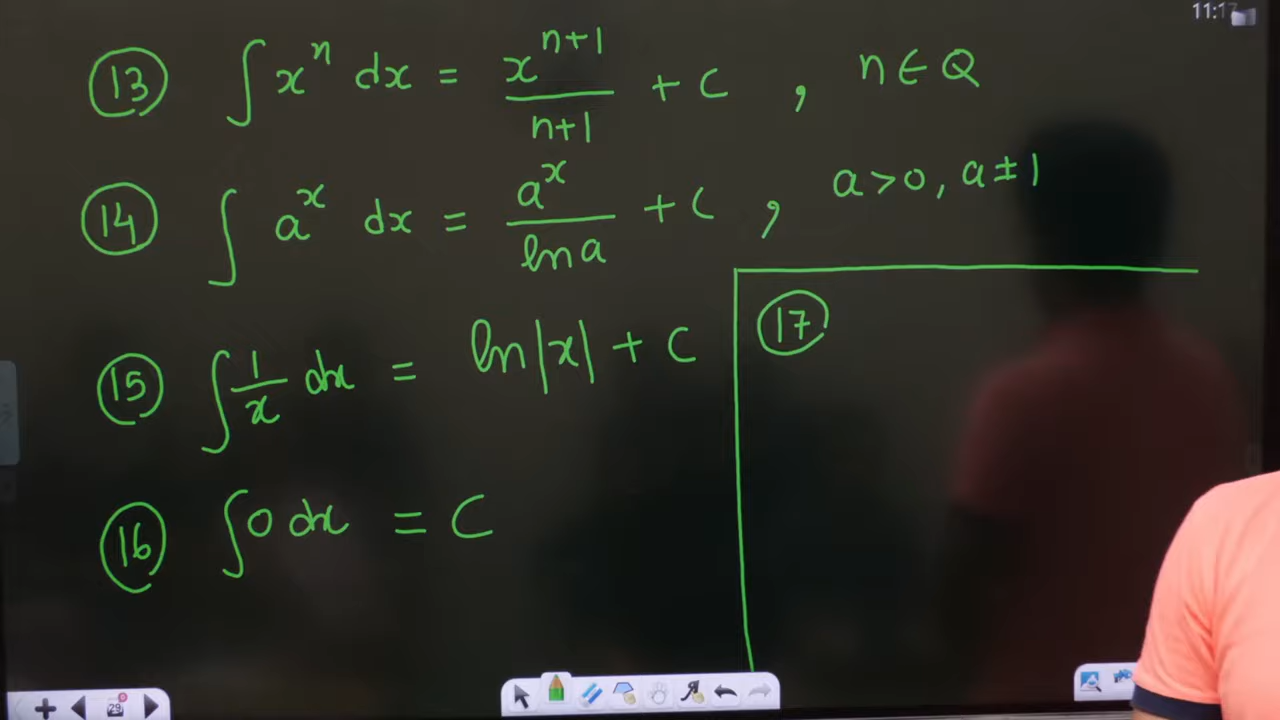 11:17
13 ∫ xⁿ dx = xⁿ⁺¹/(n+1) + C , n ∈ Q
14 ∫ aˣ dx = aˣ/ln a + C , a > 0, a ± 1
15 ∫ 1/x dx = ln|x| + C
17
16 ∫ 0 dx = C
29